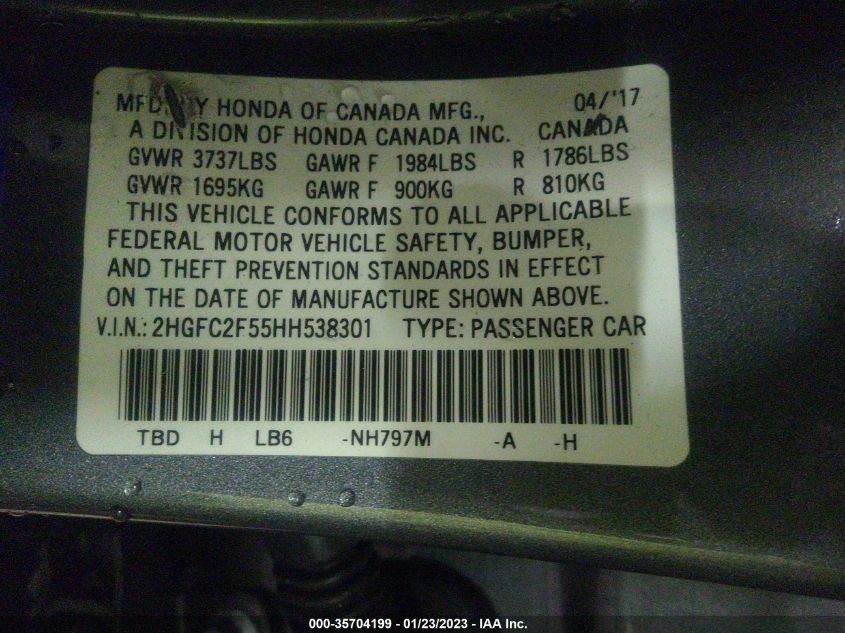 MFD BY HONDA OF CANADA MFG., 04/'17
A DIVISION OF HONDA CANADA INC. CANADA
GVWR 3737LBS GAWR F 1984LBS R 1786LBS
GVWR 1695KG GAWR F 900KG R 810KG
THIS VEHICLE CONFORMS TO ALL APPLICABLE
FEDERAL MOTOR VEHICLE SAFETY, BUMPER,
AND THEFT PREVENTION STANDARDS IN EFFECT
ON THE DATE OF MANUFACTURE SHOWN ABOVE.
V.I.N.: 2HGFC2F55HH538301 TYPE: PASSENGER CAR
TBD H LB6 -NH797M -A -H
000-35704199 - 01/23/2023 - IAA Inc.